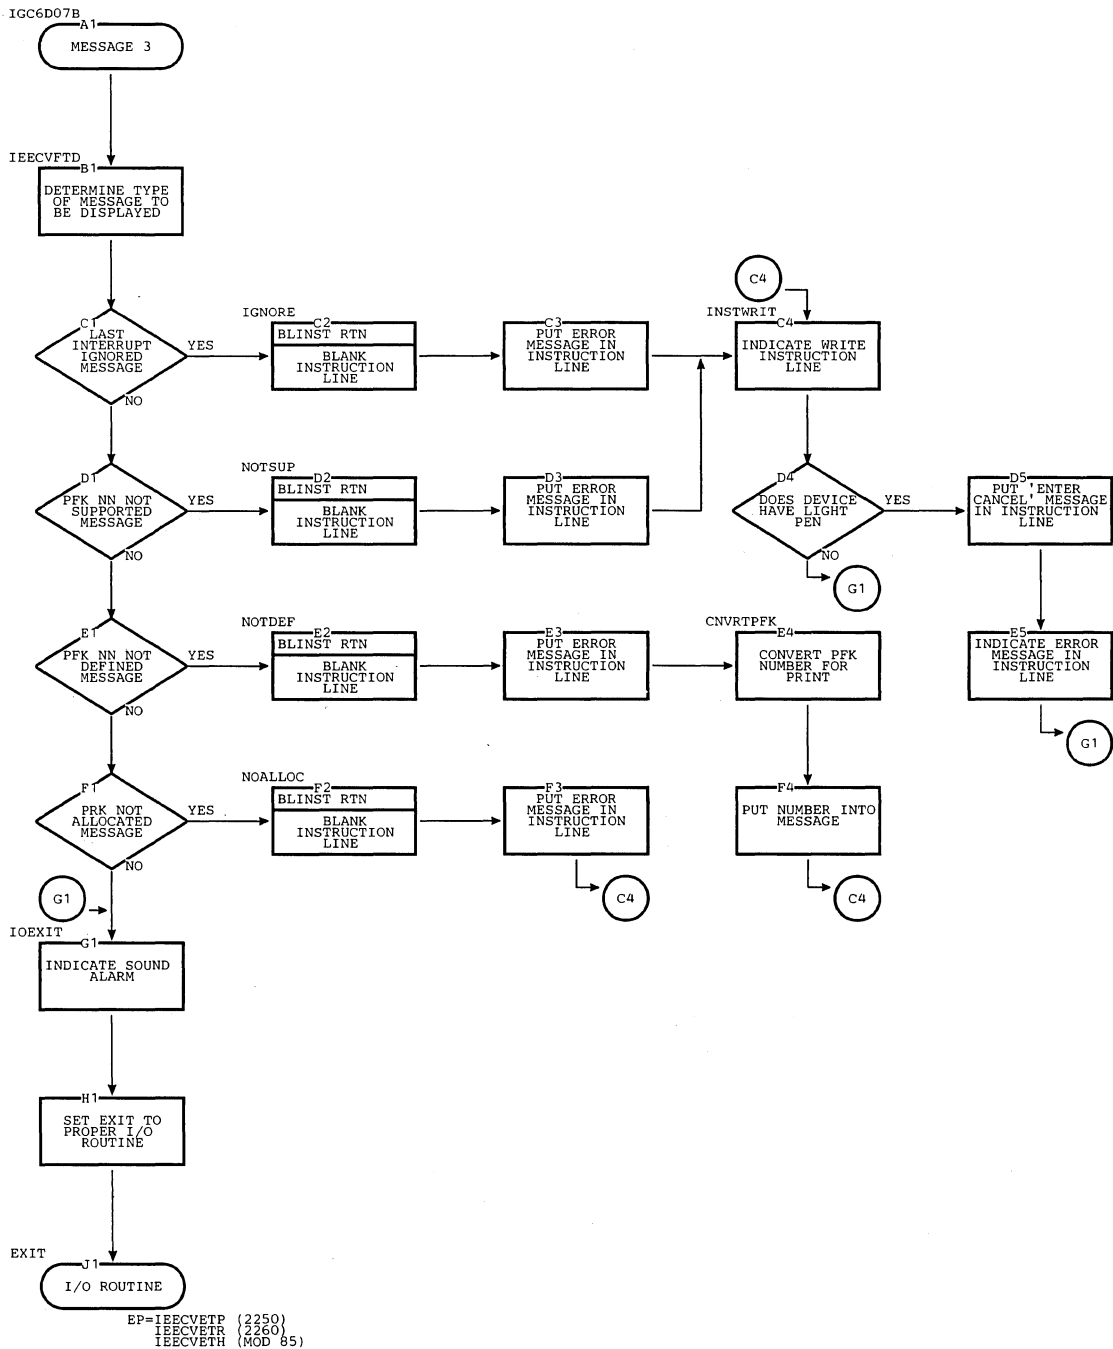 IGC6D07B
A1
MESSAGE 3
IEECVFTD
B1
DETERMINE TYPE
OF MESSAGE TO
BE DISPLAYED
C1
LAST
INTERRUPT
IGNORED
MESSAGE
YES
NO
IGNORE
C2
BLINST RTN
BLANK
INSTRUCTION
LINE
C3
PUT ERROR
MESSAGE IN
INSTRUCTION
LINE
C4
INSTWRIT
C4
INDICATE WRITE
INSTRUCTION
LINE
D1
PFK NN NOT
SUPPORTED
MESSAGE
YES
NO
NOTSUP
D2
BLINST RTN
BLANK
INSTRUCTION
LINE
D3
PUT ERROR
MESSAGE IN
INSTRUCTION
LINE
D4
DOES DEVICE
HAVE LIGHT
PEN
YES
NO
G1
D5
PUT 'ENTER
CANCEL' MESSAGE
IN INSTRUCTION
LINE
E1
PFK NN NOT
DEFINED
MESSAGE
YES
NO
NOTDEF
E2
BLINST RTN
BLANK
INSTRUCTION
LINE
E3
PUT ERROR
MESSAGE IN
INSTRUCTION
LINE
CNVRTPFK
E4
CONVERT PFK
NUMBER FOR
PRINT
E5
INDICATE ERROR
MESSAGE IN
INSTRUCTION
LINE
G1
F1
PRK NOT
ALLOCATED
MESSAGE
YES
NO
NOALLOC
F2
BLINST RTN
BLANK
INSTRUCTION
LINE
F3
PUT ERROR
MESSAGE IN
INSTRUCTION
LINE
C4
F4
PUT NUMBER INTO
MESSAGE
C4
G1
IOEXIT
G1
INDICATE SOUND
ALARM
H1
SET EXIT TO
PROPER I/O
ROUTINE
EXIT
J1
I/O ROUTINE
EP=IEECVETP (2250)
IEECVETR (2260)
IEECVETH (MOD 85)